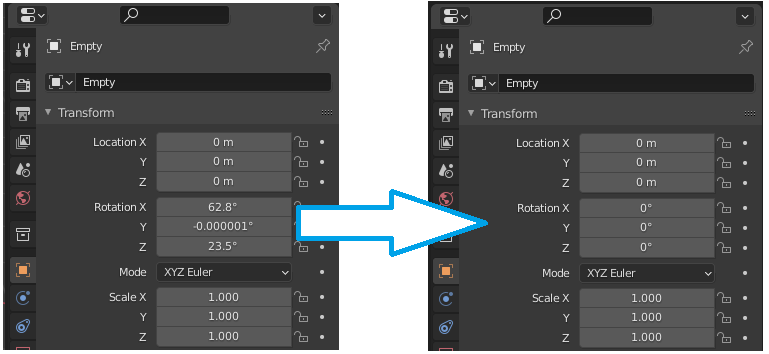 Empty
Empty
Transform
Location X 0 m
Y 0 m
Z 0 m
Rotation X 62.8°
Y -0.000001°
Z 23.5°
Mode XYZ Euler
Scale X 1.000
Y 1.000
Z 1.000
Empty
Empty
Transform
Location X 0 m
Y 0 m
Z 0 m
Rotation X 0°
Y 0°
Z 0°
Mode XYZ Euler
Scale X 1.000
Y 1.000
Z 1.000